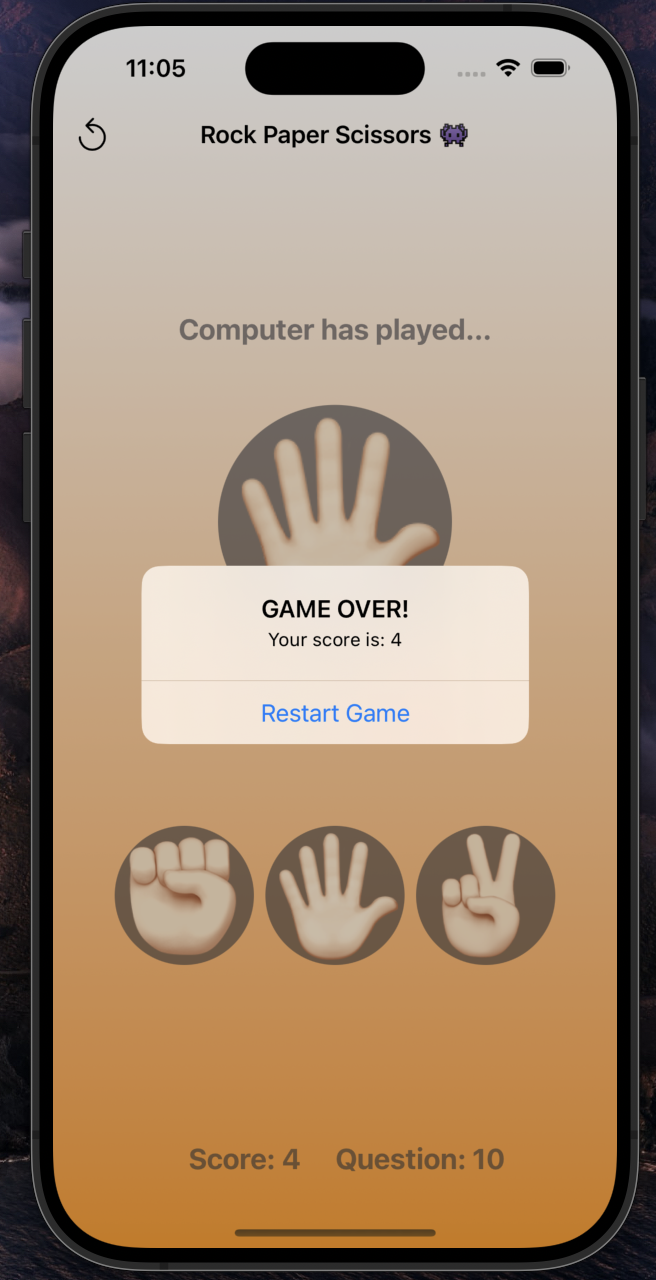 11:05
Rock Paper Scissors 👾
Computer has played...
GAME OVER!
Your score is: 4
Restart Game
Score: 4 Question: 10